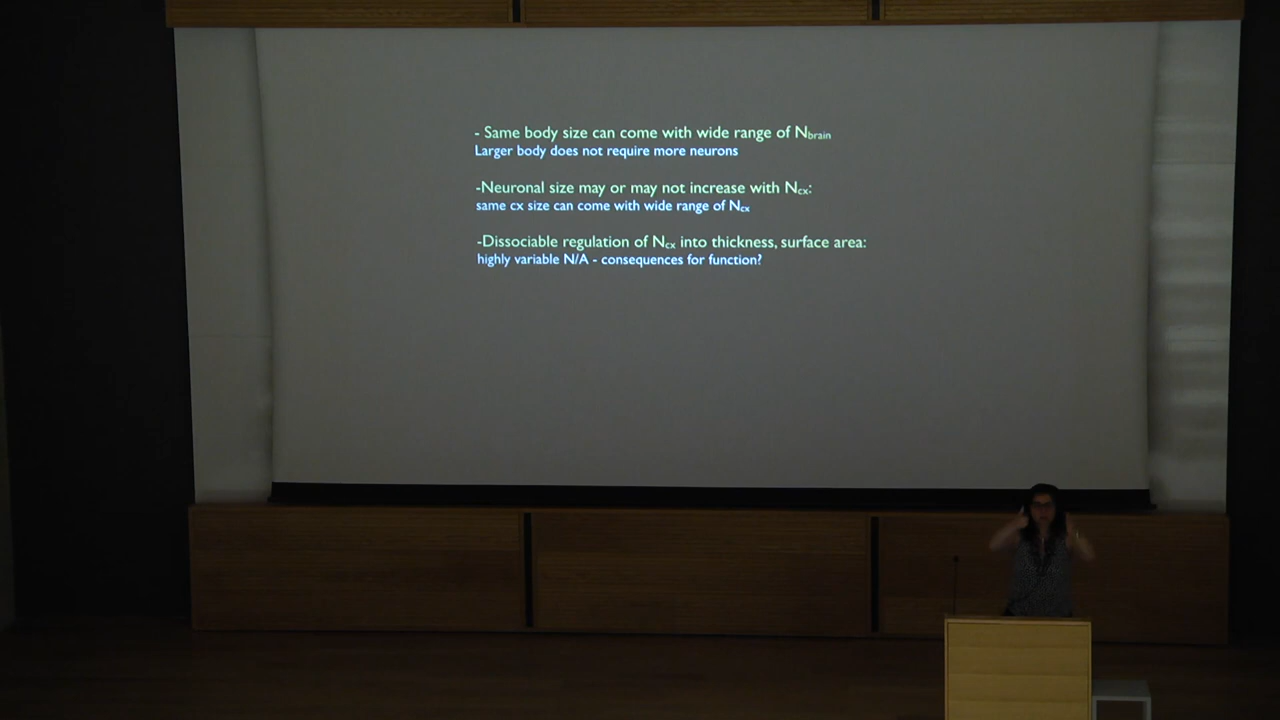 - Same body size can come with wide range of Nbrain
Larger body does not require more neurons
-Neuronal size may or may not increase with Ncx:
same cx size can come with wide range of Ncx
-Dissociable regulation of Ncx into thickness, surface area:
highly variable N/A - consequences for function?